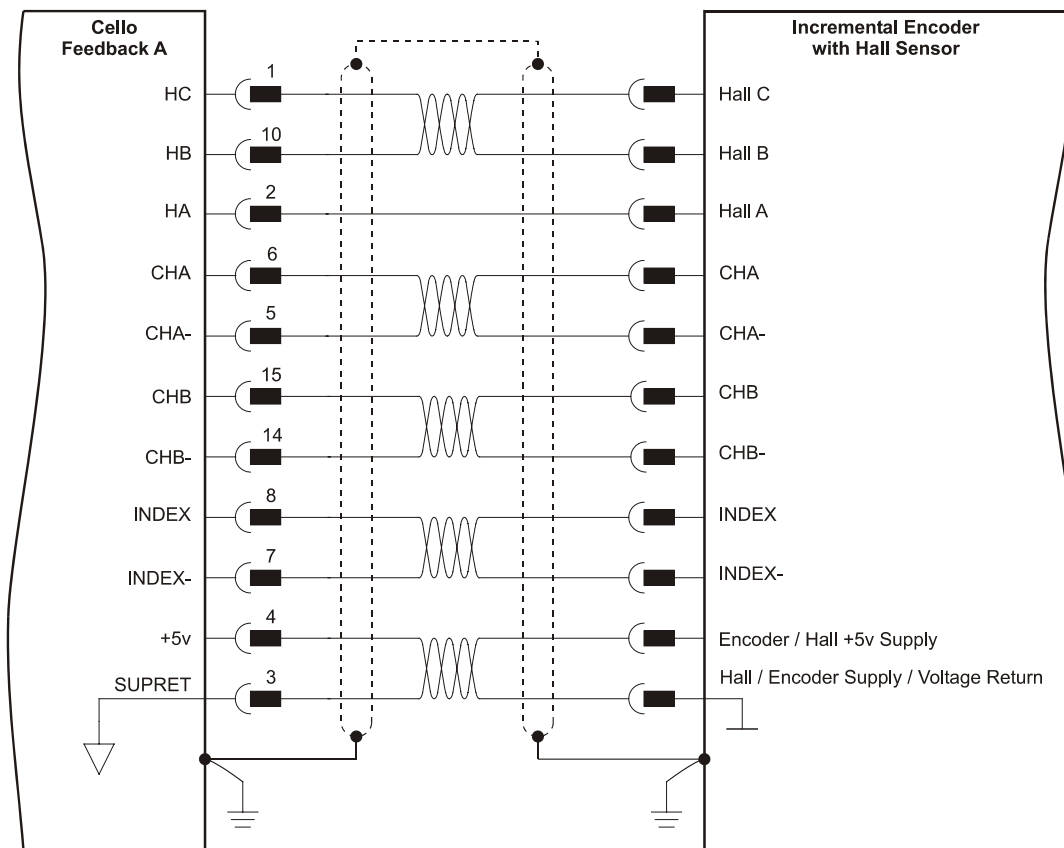 Cello
Feedback A
Incremental Encoder
with Hall Sensor
HC 1 Hall C
HB 10 Hall B
HA 2 Hall A
CHA 6 CHA
CHA- 5 CHA-
CHB 15 CHB
CHB- 14 CHB-
INDEX 8 INDEX
INDEX- 7 INDEX-
+5v 4 Encoder / Hall +5v Supply
SUPRET 3 Hall / Encoder Supply / Voltage Return